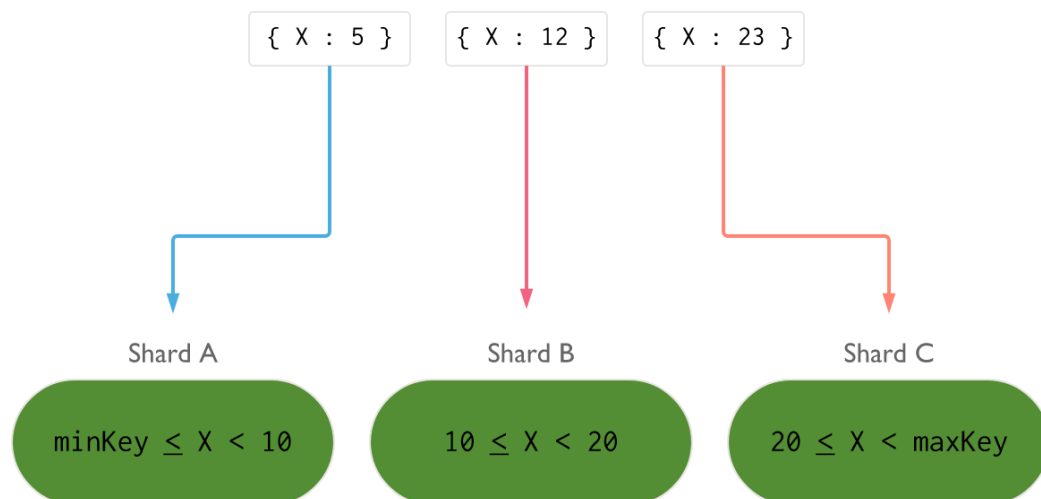 { X : 5 } { X : 12 } { X : 23 }
Shard A Shard B Shard C
minKey ≤ X < 10 10 ≤ X < 20 20 ≤ X < maxKey